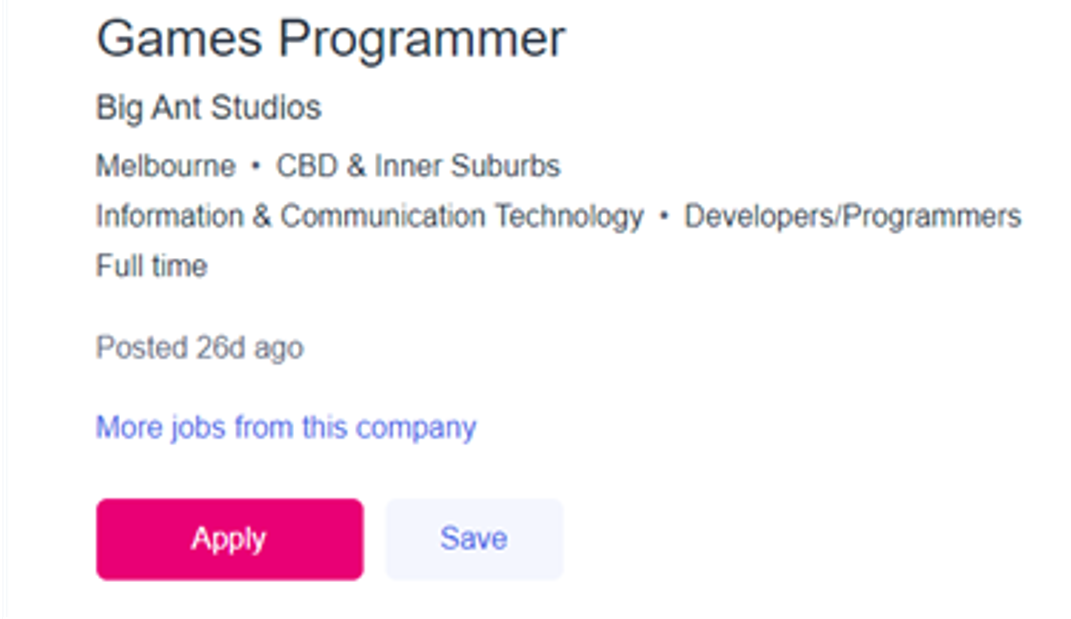 Games Programmer
Big Ant Studios
Melbourne • CBD & Inner Suburbs
Information & Communication Technology • Developers/Programmers
Full time
Posted 26d ago
More jobs from this company
Apply Save